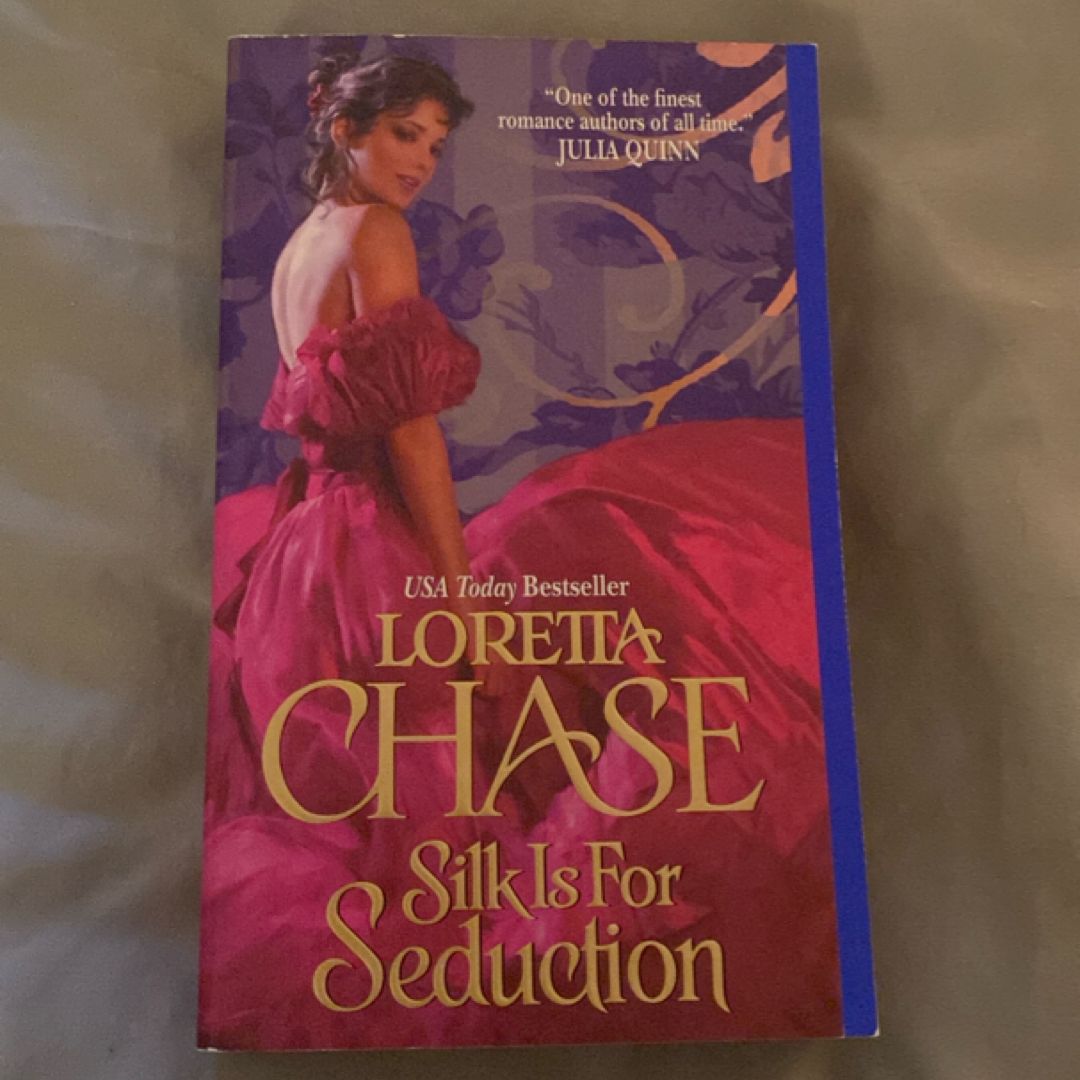 “One of the finest
romance authors of all time.”
JULIA QUINN
USA Today Bestseller
LORETTA
CHASE
Silk Is For
Seduction